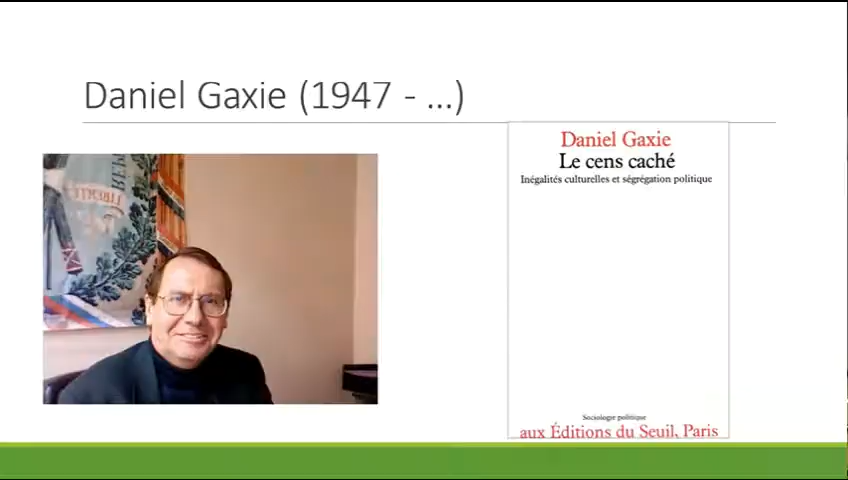 Daniel Gaxie (1947 - ...)
Daniel Gaxie
Le cens caché
Inégalités culturelles et ségrégation politique
Sociologie politique
aux Éditions du Seuil, Paris